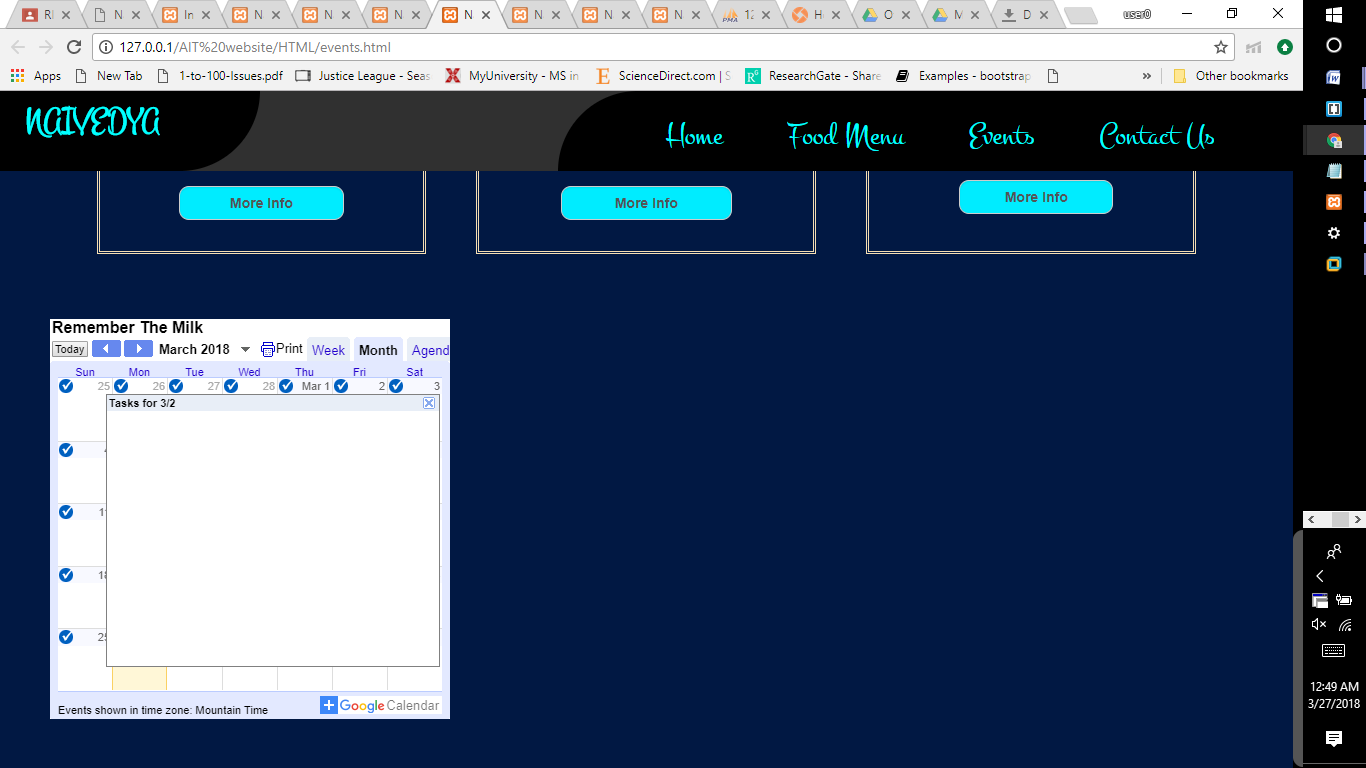 RI N In N N N N N N N 12 H O M D user0
127.0.0.1/AIT%20website/HTML/events.html
Apps New Tab 1-to-100-Issues.pdf Justice League - Seas MyUniversity - MS in ScienceDirect.com | S ResearchGate - Share Examples - bootstrap » Other bookmarks
NAIVEDYA
Home Food Menu Events Contact Us
More Info More Info More Info
Remember The Milk
Today March 2018 Print Week Month Agend
Sun Mon Tue Wed Thu Fri Sat
25 26 27 28 Mar 1 2 3
Tasks for 3/2
4
11
18
25
Events shown in time zone: Mountain Time
Google Calendar
12:49 AM
3/27/2018